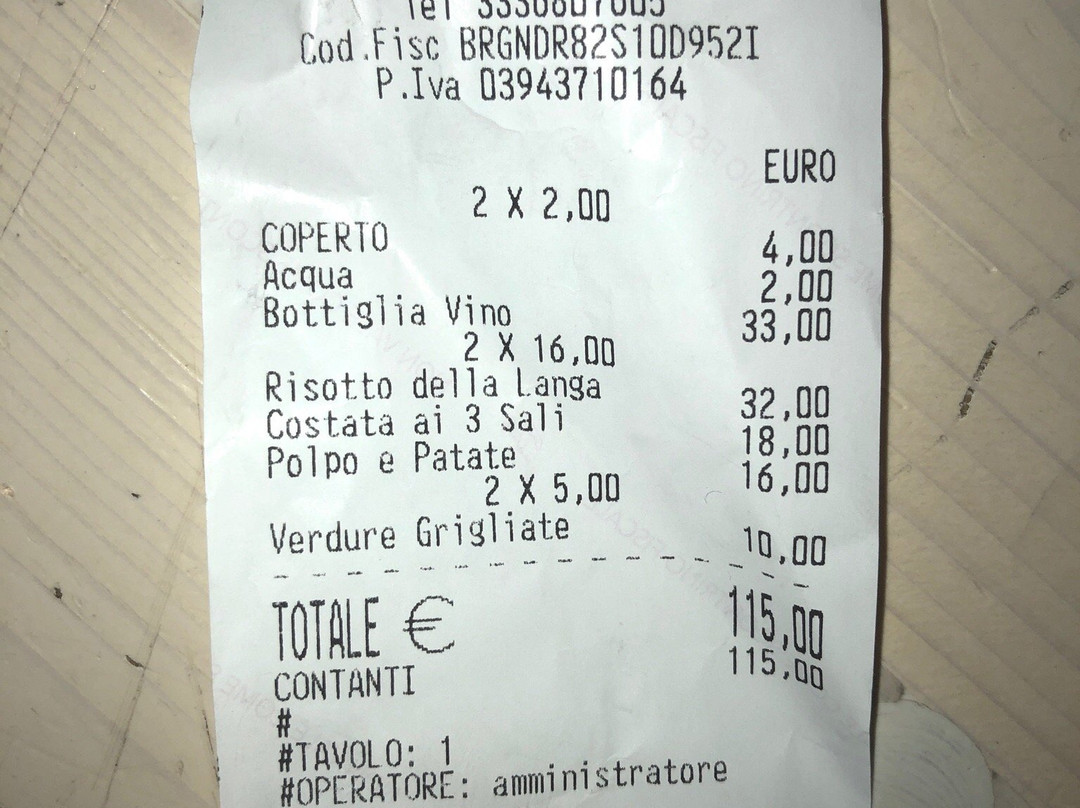 Cod.Fisc BRGNDR82S10D952I
P.Iva 03943710164
EURO
2 X 2,00
COPERTO 4,00
Acqua 2,00
Bottiglia Vino 33,00
2 X 16,00
Risotto della Langa 32,00
Costata ai 3 Sali 18,00
Polpo e Patate 16,00
2 X 5,00
Verdure Grigliate 10,00
TOTALE € 115,00
CONTANTI 115,00
#
#TAVOLO: 1
#OPERATORE: amministratore